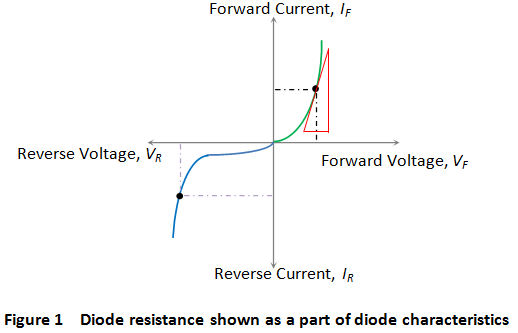 Forward Current, IF
Reverse Voltage, VR
Forward Voltage, VF
Reverse Current, IR
Figure 1 Diode resistance shown as a part of diode characteristics